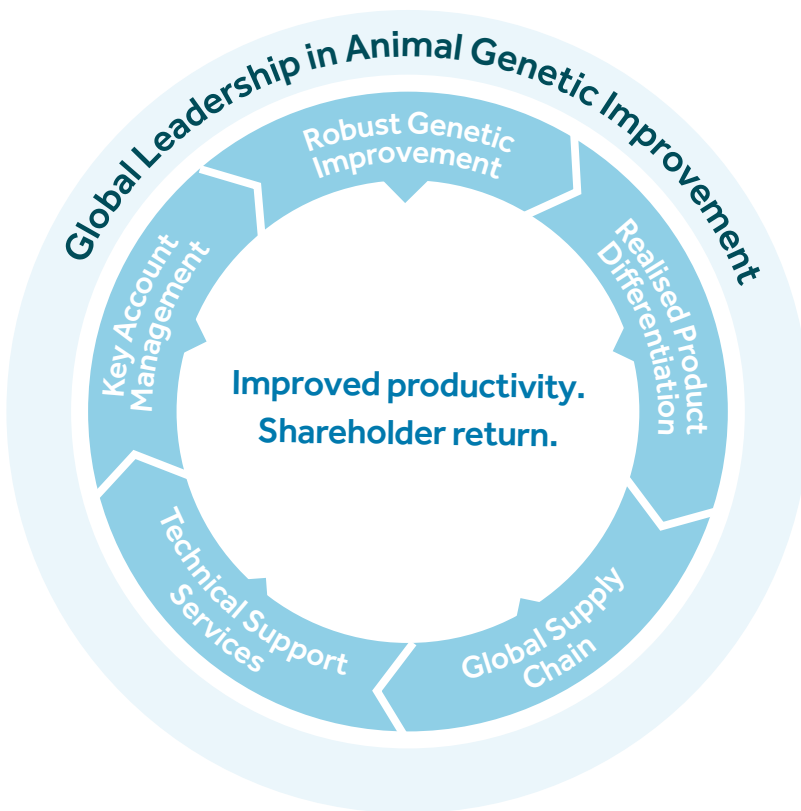 Global Leadership in Animal Genetic Improvement
Robust Genetic
Improvement
Realised Product
Differentiation
Global Supply
Chain
Technical Support
Services
Key Account
Management
Improved productivity.
Shareholder return.